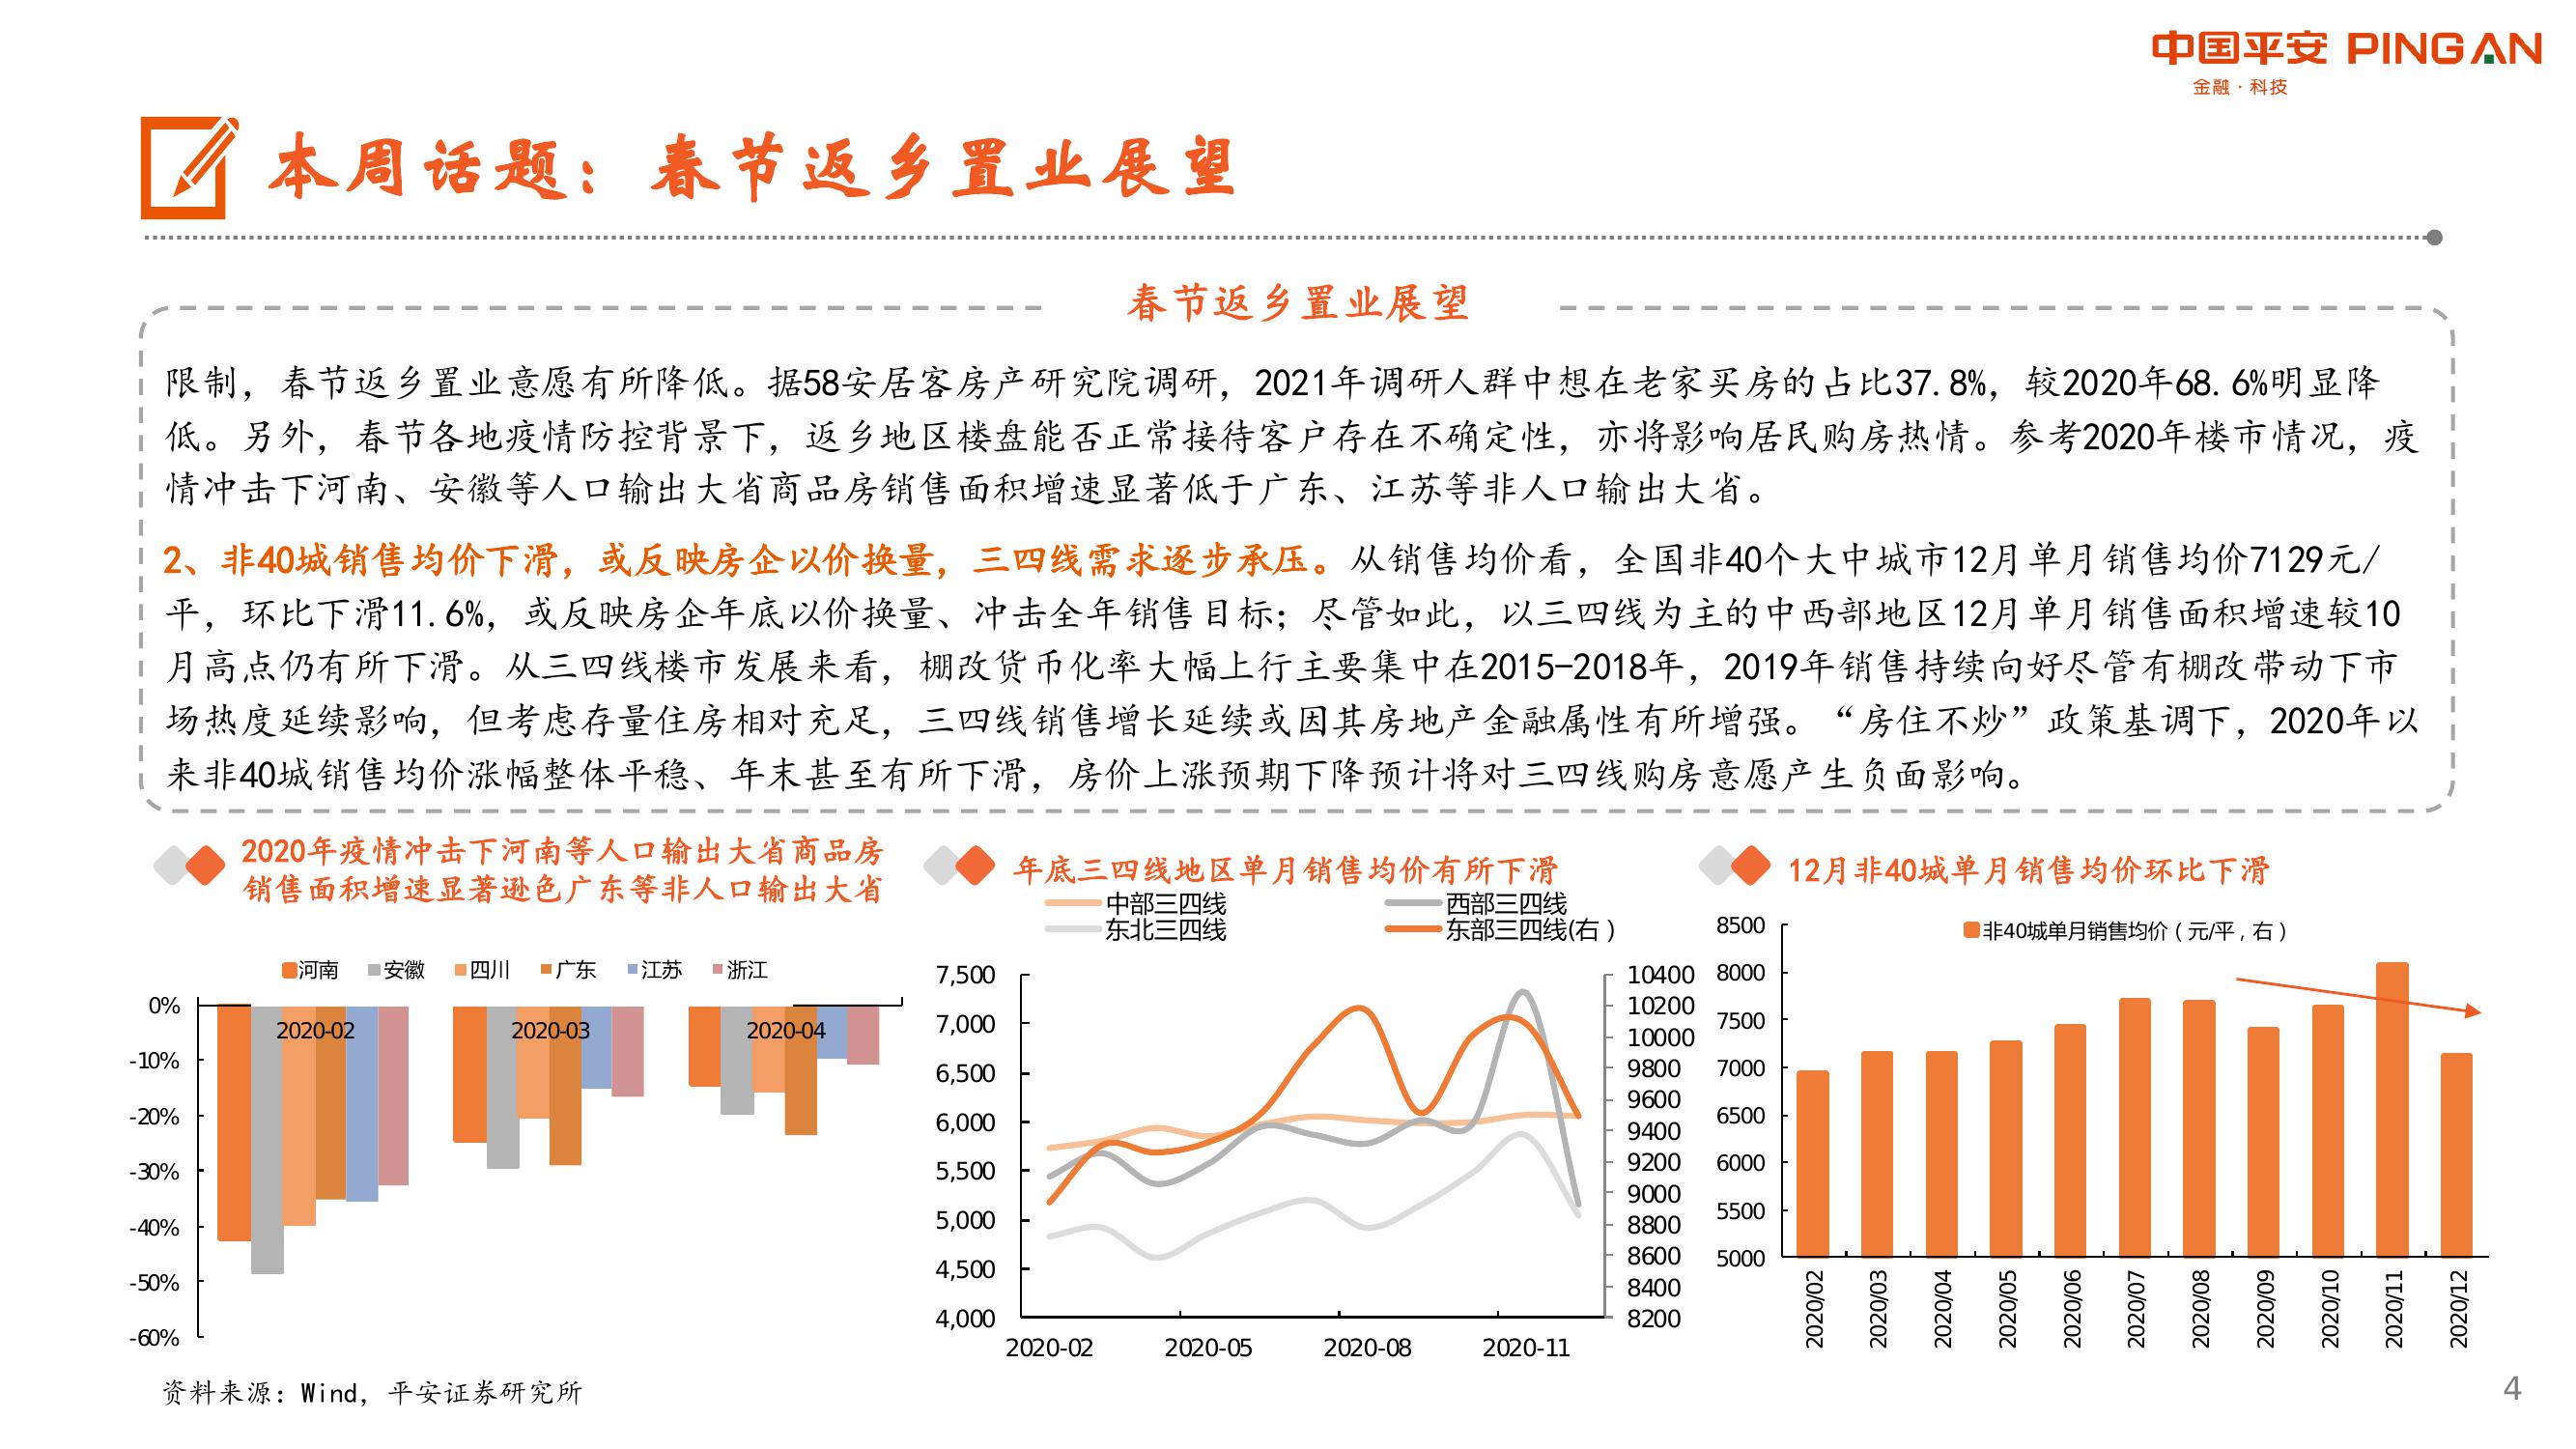 中国平安 PINGAN
金融·科技
本周话题：春节返乡置业展望
春节返乡置业展望
限制，春节返乡置业意愿有所降低。据58安居客房产研究院调研，2021年调研人群中想在老家买房的占比37.8%，较2020年68.6%明显降
低。另外，春节各地疫情防控背景下，返乡地区楼盘能否正常接待客户存在不确定性，亦将影响居民购房热情。参考2020年楼市情况，疫
情冲击下河南、安徽等人口输出大省商品房销售面积增速显著低于广东、江苏等非人口输出大省。
2、非40城销售均价下滑，或反映房企以价换量，三四线需求逐步承压。从销售均价看，全国非40个大中城市12月单月销售均价7129元/
平，环比下滑11.6%，或反映房企年底以价换量、冲击全年销售目标；尽管如此，以三四线为主的中西部地区12月单月销售面积增速较10
月高点仍有所下滑。从三四线楼市发展来看，棚改货币化率大幅上行主要集中在2015-2018年，2019年销售持续向好尽管有棚改带动下市
场热度延续影响，但考虑存量住房相对充足，三四线销售增长延续或因其房地产金融属性有所增强。“房住不炒”政策基调下，2020年以
来非40城销售均价涨幅整体平稳、年末甚至有所下滑，房价上涨预期下降预计将对三四线购房意愿产生负面影响。
2020年疫情冲击下河南等人口输出大省商品房
销售面积增速显著逊色广东等非人口输出大省
河南 安徽 四川 广东 江苏 浙江
0%
-10%
-20%
-30%
-40%
-50%
-60%
2020-02 2020-03 2020-04
年底三四线地区单月销售均价有所下滑
中部三四线 西部三四线
东北三四线 东部三四线(右)
7,500
7,000
6,500
6,000
5,500
5,000
4,500
4,000
10400
10200
10000
9800
9600
9400
9200
9000
8800
8600
8400
8200
2020-02 2020-05 2020-08 2020-11
12月非40城单月销售均价环比下滑
非40城单月销售均价（元/平，右）
8500
8000
7500
7000
6500
6000
5500
5000
2020/02 2020/03 2020/04 2020/05 2020/06 2020/07 2020/08 2020/09 2020/10 2020/11 2020/12
资料来源：Wind，平安证券研究所
4